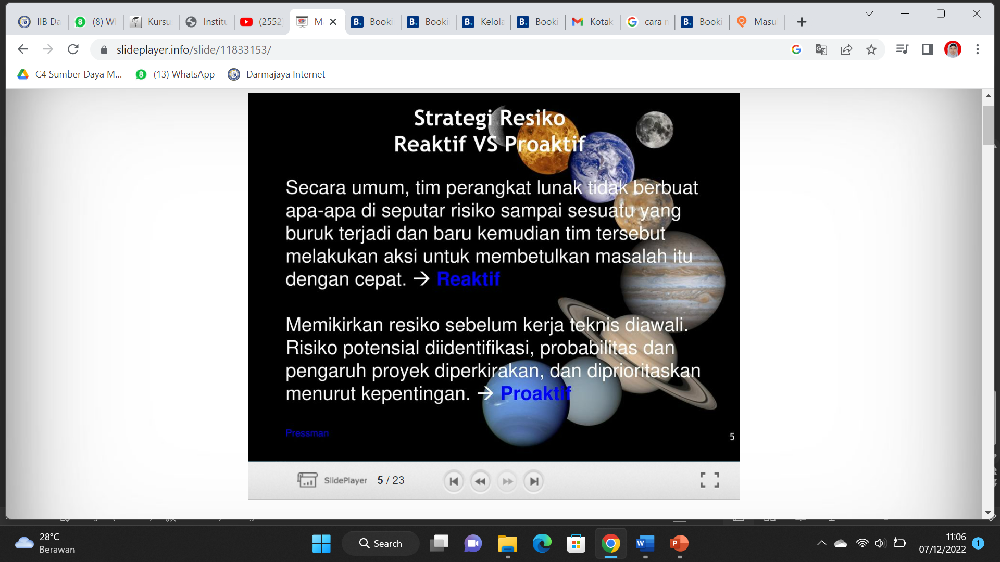 IIB Da
(8) W
Kursu
Institu
(2552
M
Booki
Booki
Kelola
Booki
Kotak
cara
Booki
Masu
slideplayer.info/slide/11833153/
C4 Sumber Daya M...
(13) WhatsApp
Darmajaya Internet
Strategi Resiko
Reaktif VS Proaktif
Secara umum, tim perangkat lunak tidak berbuat
apa-apa di seputar risiko sampai sesuatu yang
buruk terjadi dan baru kemudian tim tersebut
melakukan aksi untuk membetulkan masalah itu
dengan cepat. → Reaktif
Memikirkan resiko sebelum kerja teknis diawali.
Risiko potensial diidentifikasi, probabilitas dan
pengaruh proyek diperkirakan, dan diprioritaskan
menurut kepentingan. → Proaktif
Pressman
5
SlidePlayer 5 / 23
28°C
Berawan
Search
11:06
07/12/2022
1